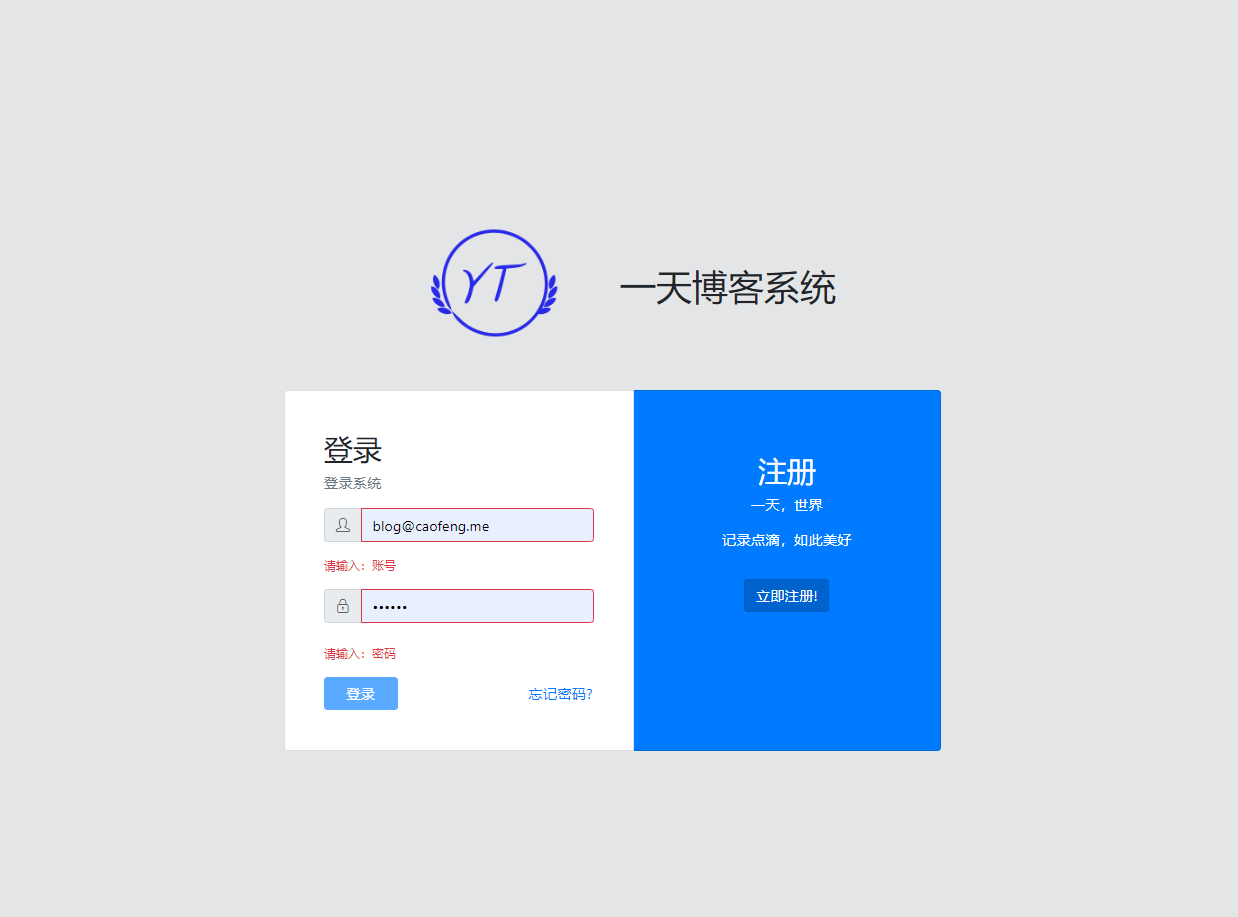 YT
一天博客系统
登录
登录系统
blog@caofeng.me
请输入：账号
••••••
请输入：密码
登录
忘记密码?
注册
一天，世界
记录点滴，如此美好
立即注册!